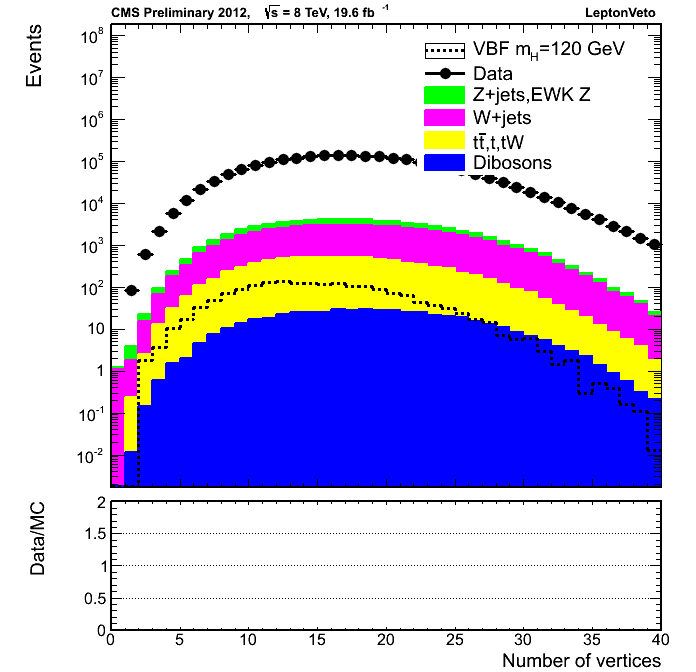 CMS Preliminary 2012, √s = 8 TeV, 19.6 fb⁻¹ LeptonVeto
Events
10⁸
10⁷
10⁶
10⁵
10⁴
10³
10²
10
1
10⁻¹
10⁻²
VBF m_H=120 GeV
Data
Z+jets,EWK Z
W+jets
tt̄,t,tW
Dibosons
Data/MC
2
1.5
1
0.5
0
0 5 10 15 20 25 30 35 40
Number of vertices